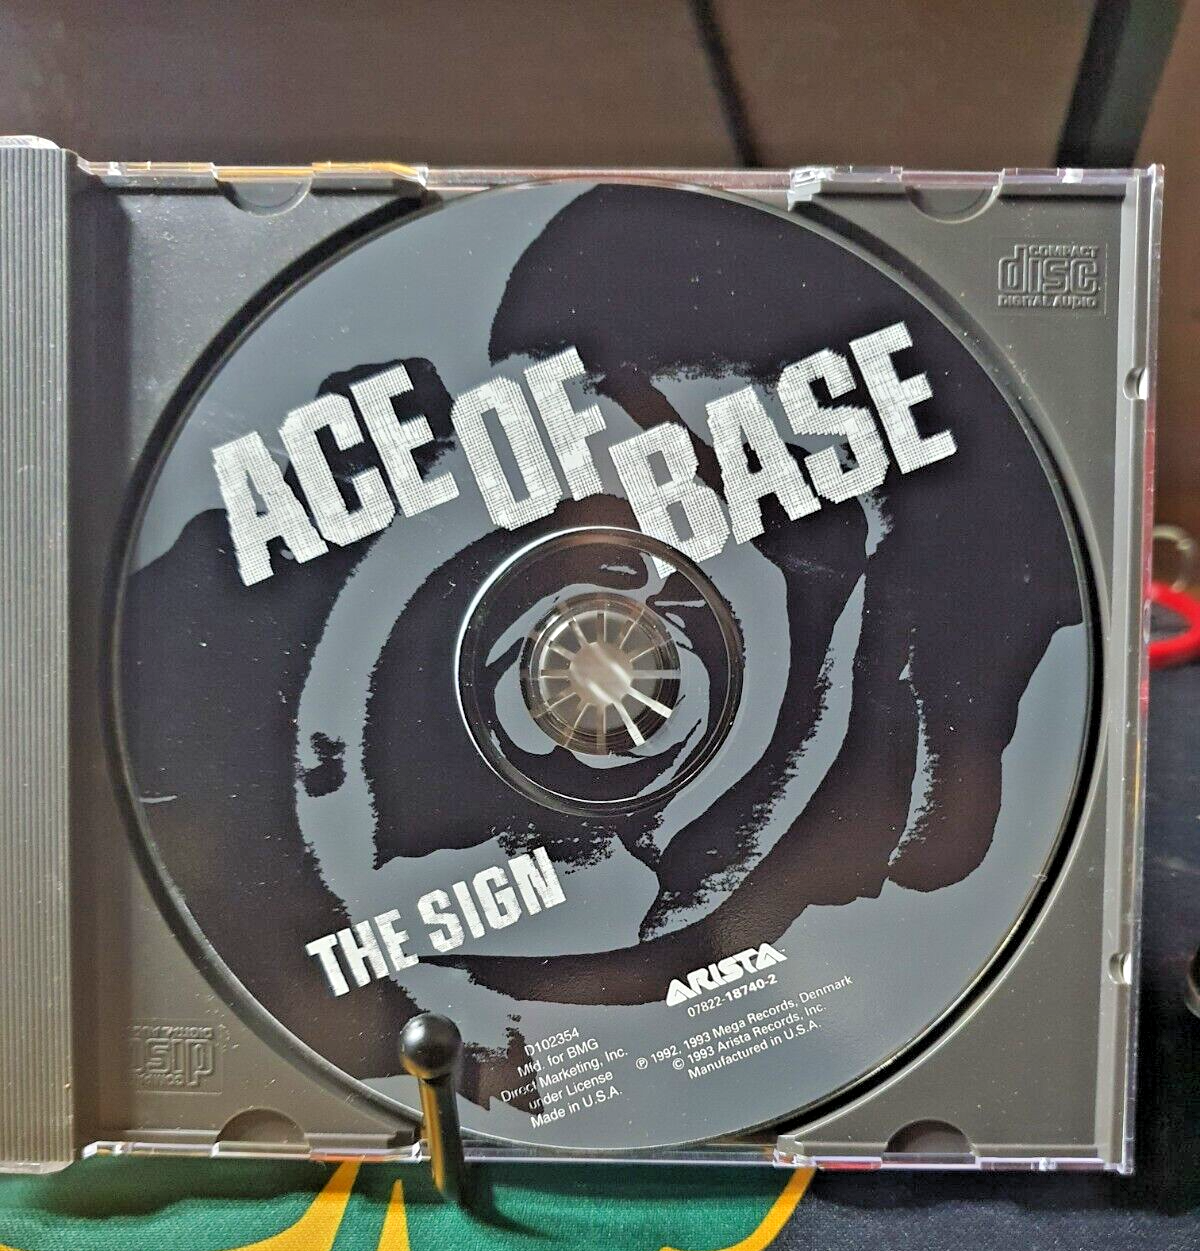 COMPACT
disc
DIGITAL AUDIO
ACE OF BASE
THE SIGN
ARISTA
07822-18740-2
D102354
Mfd. for BMG
Direct Marketing, Inc.
under License
Made in U.S.A.
℗ 1992, 1993 Mega Records, Denmark
© 1993 Arista Records, Inc.
Manufactured in U.S.A.
disc